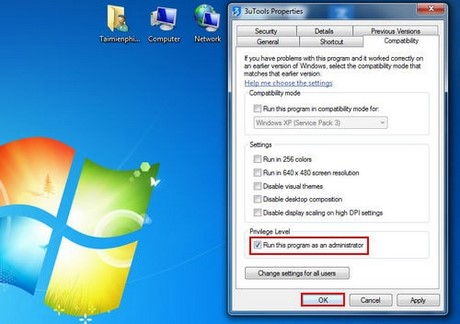 Taimienphi...
Computer
Network
3uTools Properties
Security
Details
Previous Versions
General
Shortcut
Compatibility
If you have problems with this program and it worked correctly on
an earlier version of Windows, select the compatibility mode that
matches that earlier version.
Help me choose the settings
Compatibility mode
Run this program in compatibility mode for:
Windows XP (Service Pack 3)
Settings
Run in 256 colors
Run in 640 x 480 screen resolution
Disable visual themes
Disable desktop composition
Disable display scaling on high DPI settings
Privilege Level
Run this program as an administrator
Change settings for all users
OK
Cancel
Apply